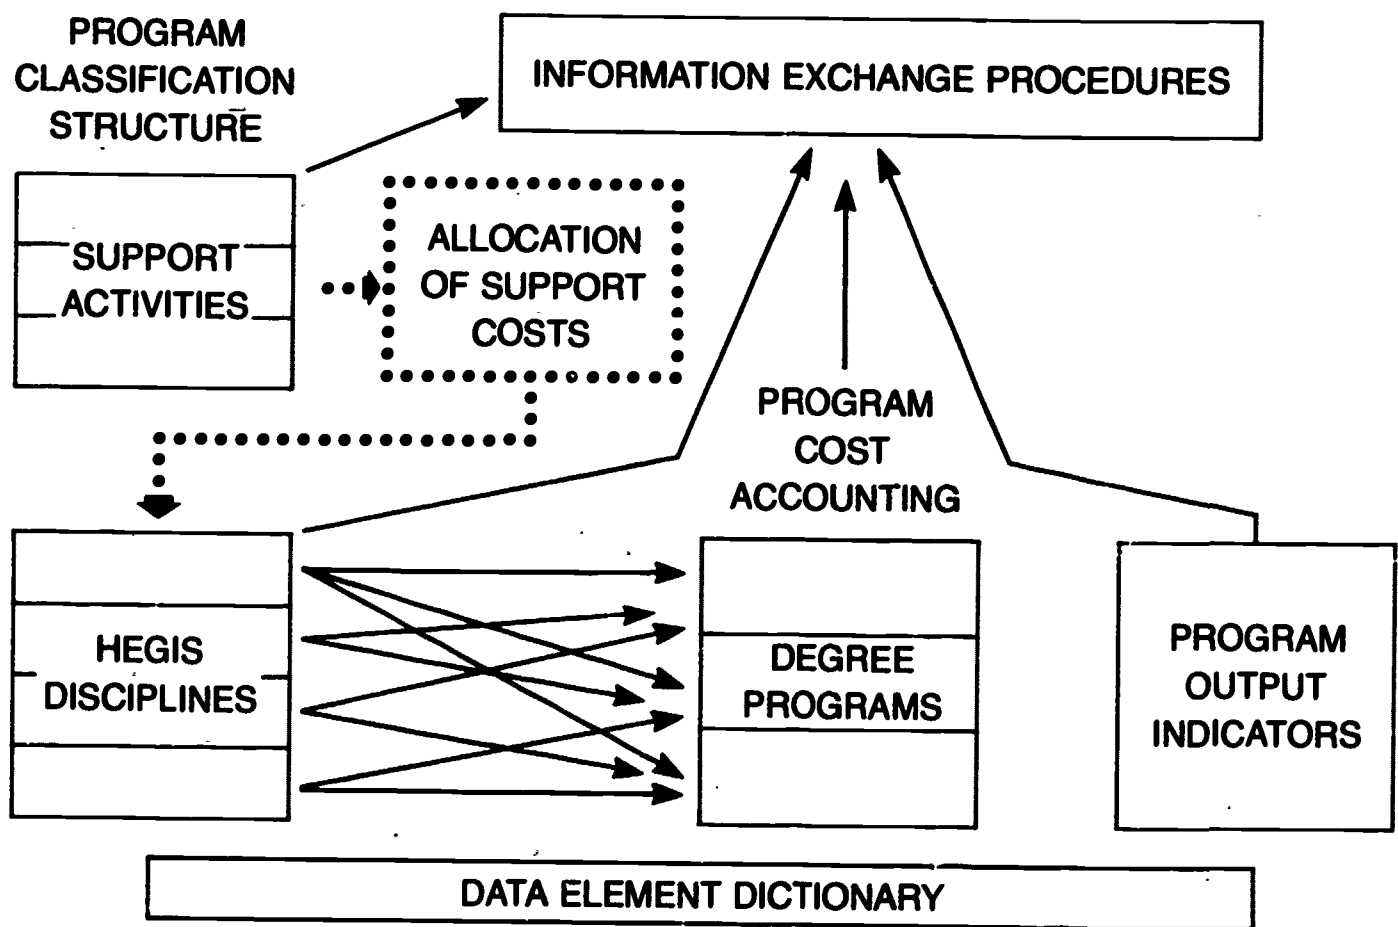 PROGRAM
CLASSIFICATION
STRUCTURE
INFORMATION EXCHANGE PROCEDURES
SUPPORT
ACTIVITIES
ALLOCATION
OF SUPPORT
COSTS
PROGRAM
COST
ACCOUNTING
HEGIS
DISCIPLINES
DEGREE
PROGRAMS
PROGRAM
OUTPUT
INDICATORS
DATA ELEMENT DICTIONARY